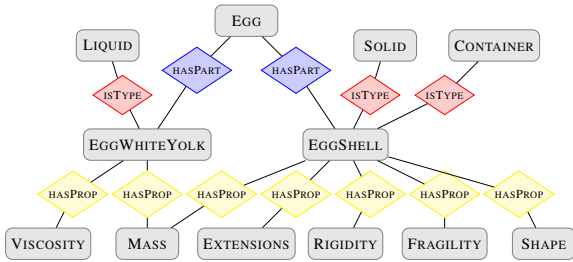 EGG
LIQUID SOLID CONTAINER
HASPART HASPART
ISTYPE ISTYPE ISTYPE
EGGWHITEYOLK EGGSHELL
HASPROP HASPROP HASPROP HASPROP HASPROP HASPROP HASPROP
VISCOSITY MASS EXTENSIONS RIGIDITY FRAGILITY SHAPE